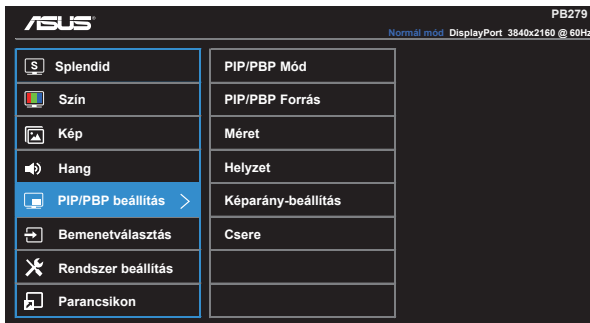 ASUS
PB279
Normál mód DisplayPort 3840x2160 @ 60Hz
S Splendid
Szín
Kép
Hang
PIP/PBP beállítás
Bemenetválasztás
Rendszer beállítás
Parancsikon
PIP/PBP Mód
PIP/PBP Forrás
Méret
Helyzet
Képarány-beállítás
Csere